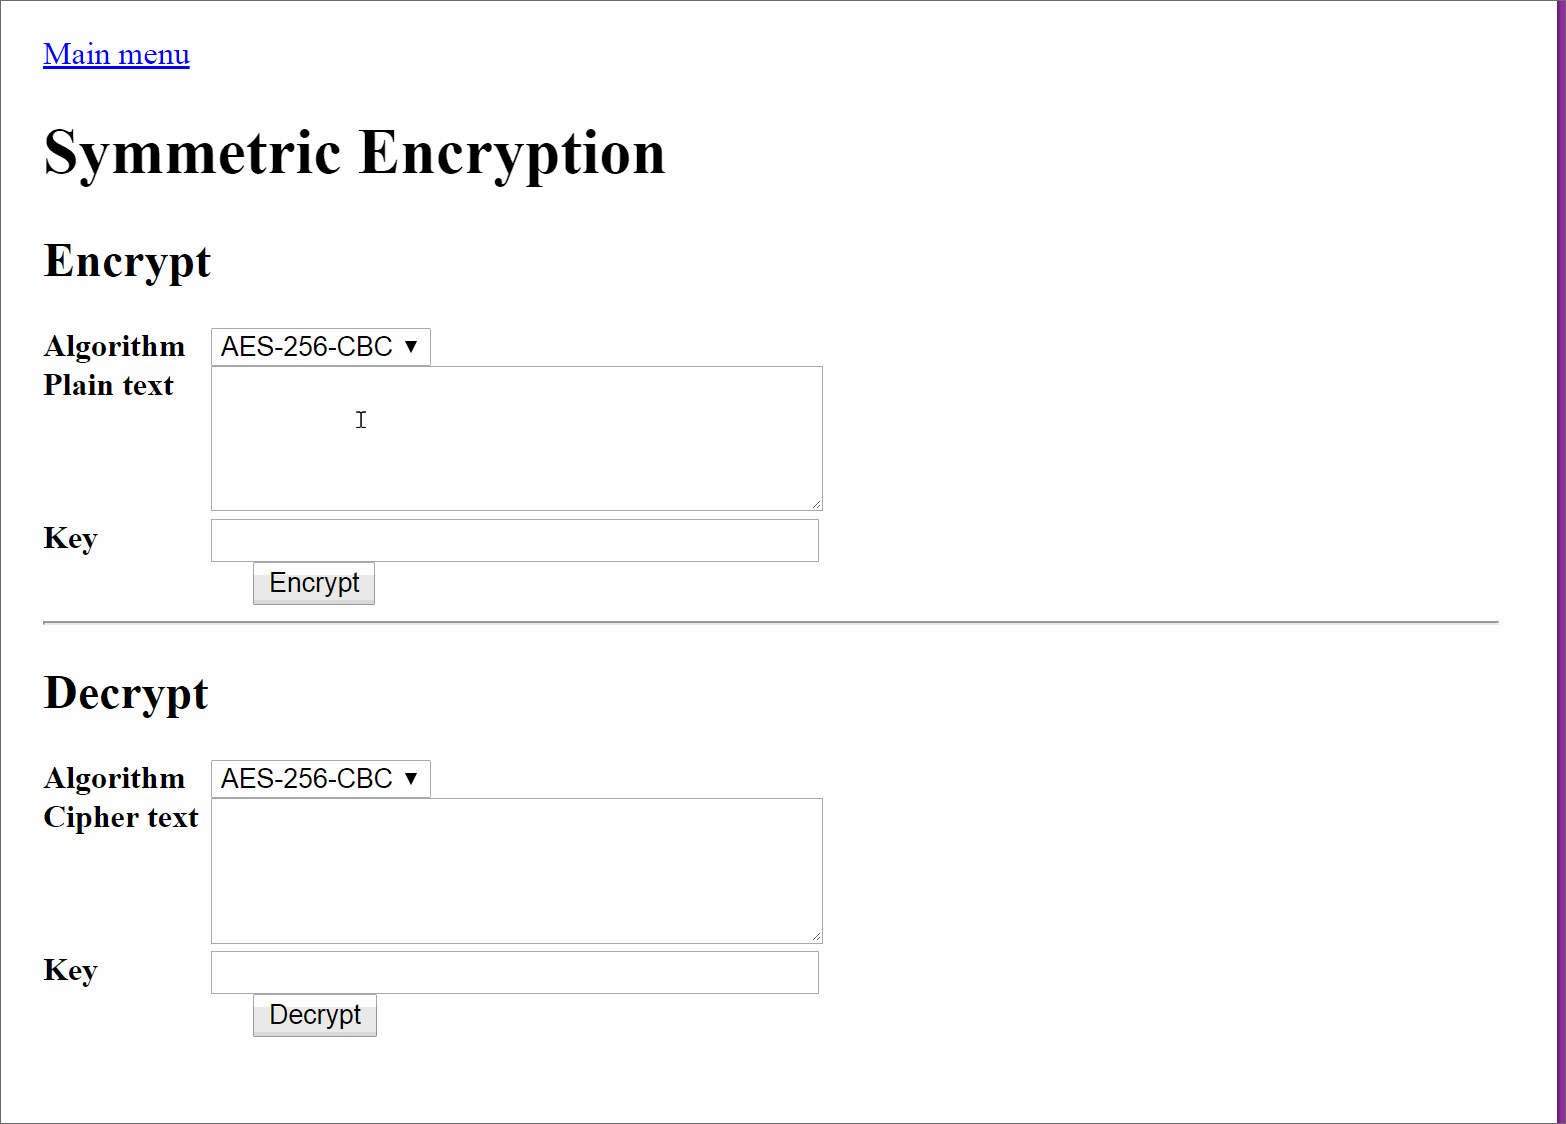 Main menu
Symmetric Encryption
Encrypt
Algorithm AES-256-CBC ▼
Plain text
Key
Encrypt
Decrypt
Algorithm AES-256-CBC ▼
Cipher text
Key
Decrypt